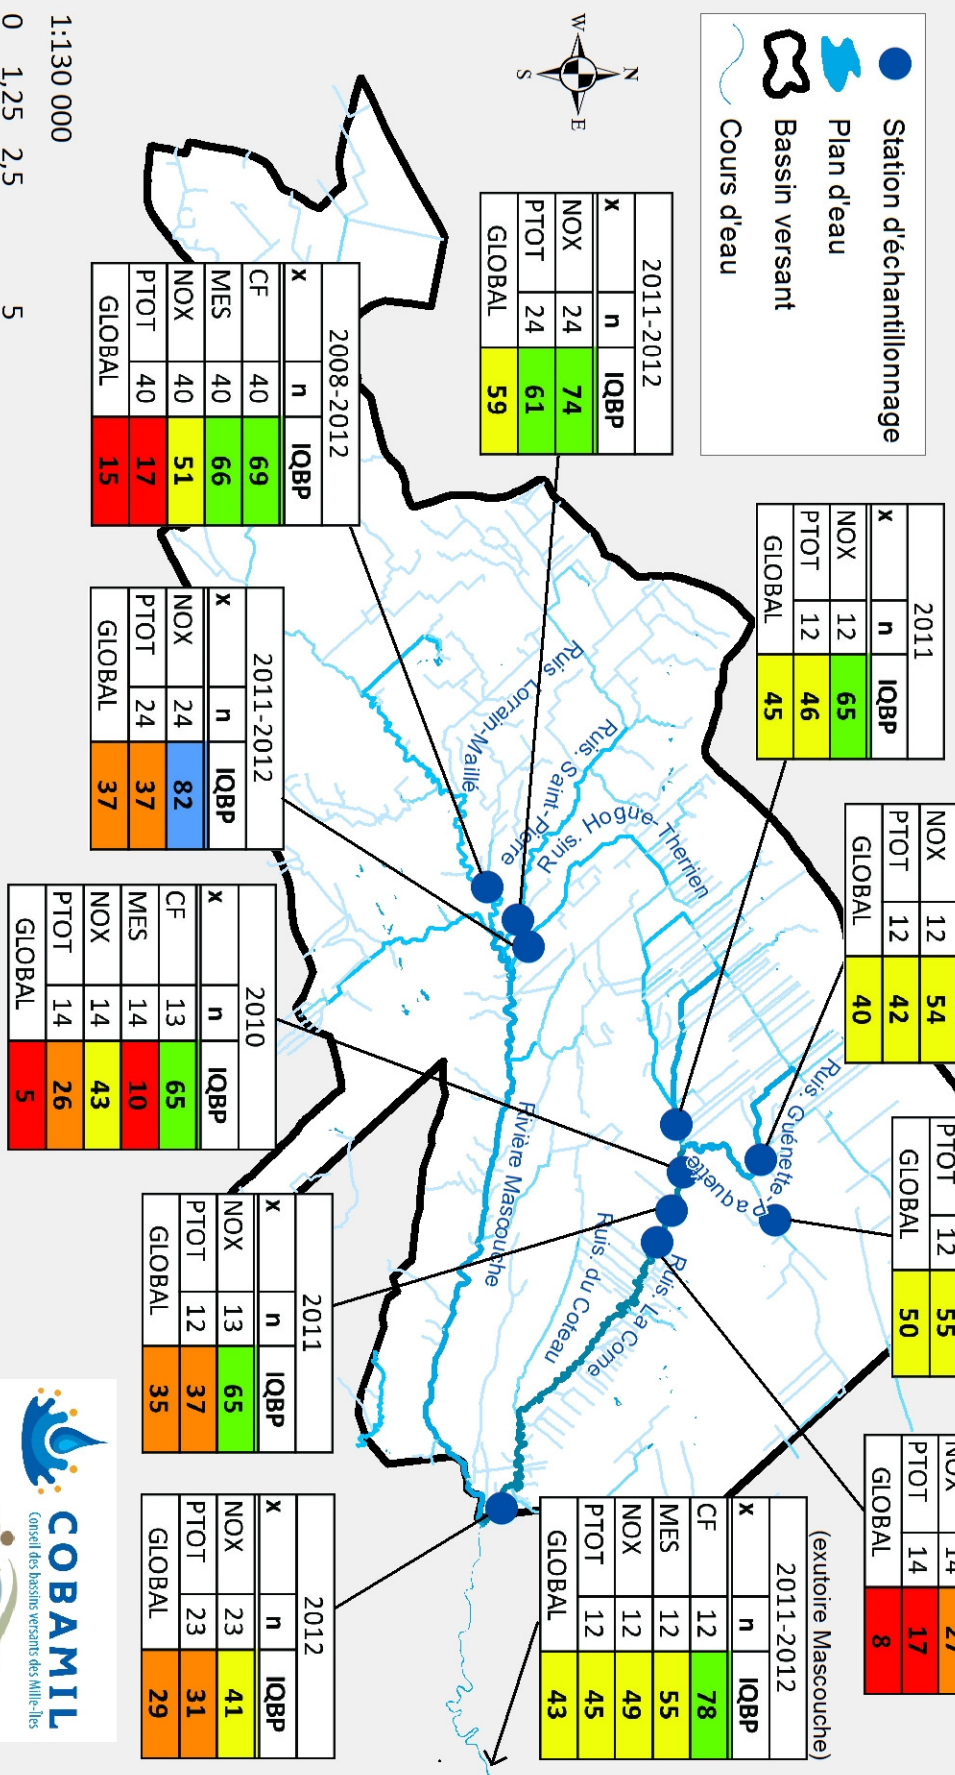 Station d'échantillonnage
Plan d'eau
Bassin versant
Cours d'eau
N
W
E
S
1:130 000
0 1,25 2,5 5
2011-2012
x n IQBP
NOX 24 74
PTOT 24 61
GLOBAL 59
2011
x n IQBP
NOX 12 65
PTOT 12 46
GLOBAL 45
NOX 12 54
PTOT 12 42
GLOBAL 40
PTOT 12 55
GLOBAL 50
NOX 14 27
PTOT 14 17
GLOBAL 8
(exutoire Mascouche)
2011-2012
x n IQBP
CF 12 78
MES 12 55
NOX 12 49
PTOT 12 45
GLOBAL 43
2008-2012
x n IQBP
CF 40 69
MES 40 66
NOX 40 51
PTOT 40 17
GLOBAL 15
2011-2012
x n IQBP
NOX 24 82
PTOT 24 37
GLOBAL 37
2010
x n IQBP
CF 13 65
MES 14 10
NOX 14 43
PTOT 14 26
GLOBAL 5
2011
x n IQBP
NOX 13 65
PTOT 12 37
GLOBAL 35
2012
x n IQBP
NOX 23 41
PTOT 23 31
GLOBAL 29
Ruis. Lorrain-Maillé
Ruis. Saint-Pierre
Ruis. Hogue-Therrien
Ruis. Guénette-Paquette
Ruis. La Corne
Ruis. du Coteau
Rivière Mascouche
COBAMIL
Conseil des bassins versants des Mille-Îles